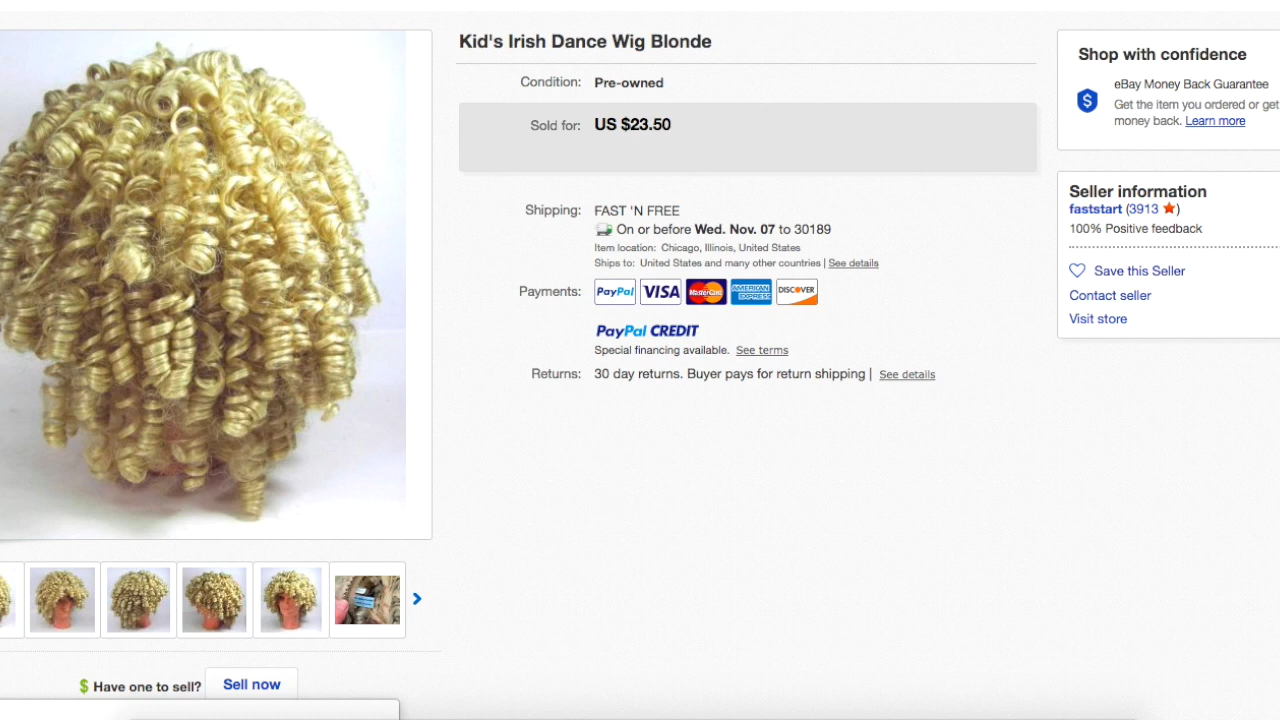 Kid's Irish Dance Wig Blonde
Condition: Pre-owned
Sold for: US $23.50
Shipping: FAST 'N FREE
On or before Wed. Nov. 07 to 30189
Item location: Chicago, Illinois, United States
Ships to: United States and many other countries | See details
Payments: PayPal VISA MasterCard AMERICAN EXPRESS DISCOVER
PayPal CREDIT
Special financing available. See terms
Returns: 30 day returns. Buyer pays for return shipping | See details
$ Have one to sell? Sell now
Shop with confidence
$
eBay Money Back Guarantee
Get the item you ordered or get
money back. Learn more
Seller information
faststart (3913 ★)
100% Positive feedback
Save this Seller
Contact seller
Visit store